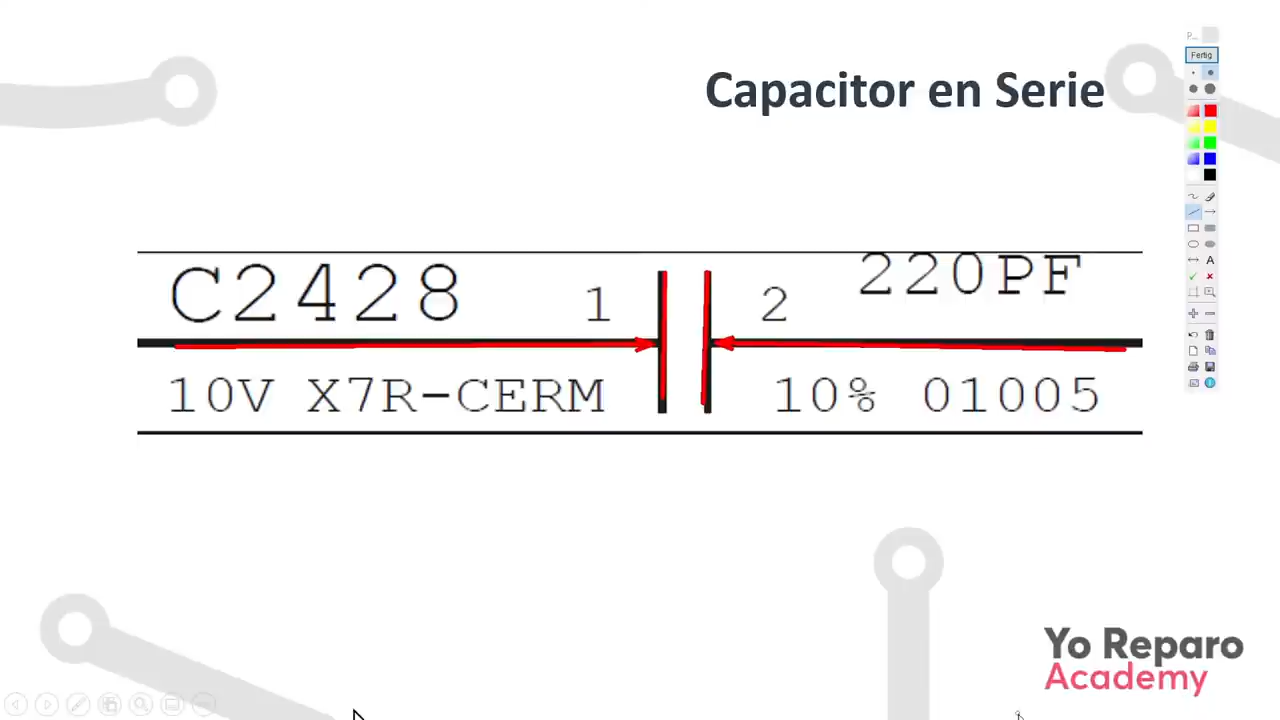 Capacitor en Serie
P...
Fertig
C2428 1 2 220PF
10V X7R-CERM 10% 01005
A
Yo Reparo
Academy